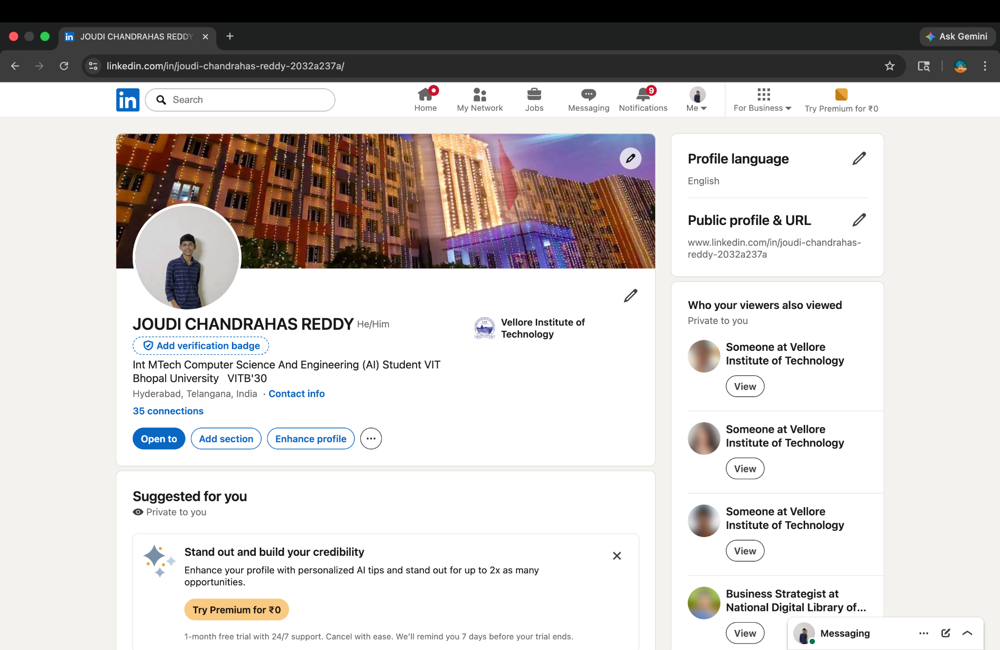 JOUDI CHANDRAHAS REDDY
Ask Gemini
linkedin.com/in/joudi-chandrahas-reddy-2032a237a/
in
Search
Home
My Network
Jobs
Messaging
9
Notifications
Me
For Business
Try Premium for ₹0
JOUDI CHANDRAHAS REDDY He/Him
Add verification badge
Int MTech Computer Science And Engineering (AI) Student VIT
Bhopal University VITB'30
Hyderabad, Telangana, India · Contact info
35 connections
Open to
Add section
Enhance profile
Vellore Institute of
Technology
Suggested for you
Private to you
Stand out and build your credibility
Enhance your profile with personalized AI tips and stand out for up to 2x as many
opportunities.
Try Premium for ₹0
1-month free trial with 24/7 support. Cancel with ease. We'll remind you 7 days before your trial ends.
Profile language
English
Public profile & URL
www.linkedin.com/in/joudi-chandrahas-
reddy-2032a237a
Who your viewers also viewed
Private to you
Someone at Vellore
Institute of Technology
View
Someone at Vellore
Institute of Technology
View
Someone at Vellore
Institute of Technology
View
Business Strategist at
National Digital Library of...
View
Messaging